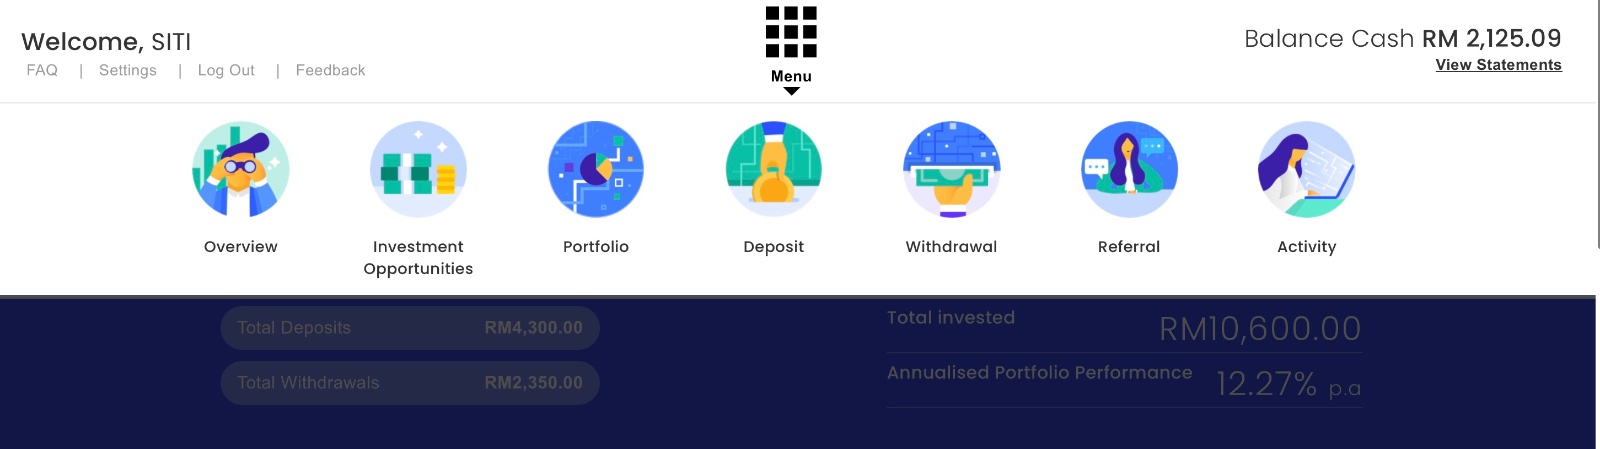 Welcome, SITI
FAQ | Settings | Log Out | Feedback
Menu
Balance Cash RM 2,125.09
View Statements
Overview
Investment
Opportunities
Portfolio
Deposit
Withdrawal
Referral
Activity
Total Deposits RM4,300.00
Total Withdrawals RM2,350.00
Total invested RM10,600.00
Annualised Portfolio Performance 12.27% p.a